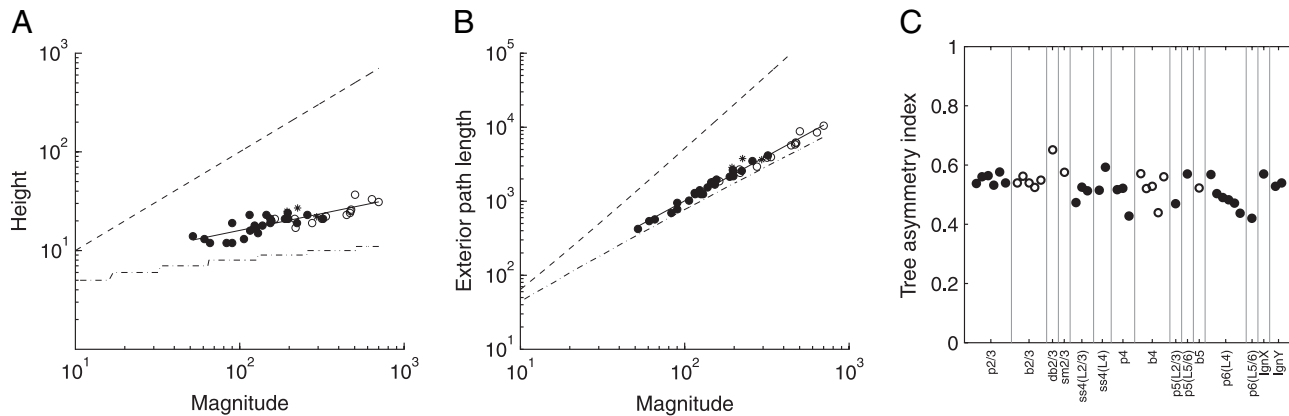 A
B
C
10³
10²
10¹
10¹
10²
10³
Height
Magnitude
10⁵
10⁴
10³
10²
10¹
10¹
10²
10³
Exterior path length
Magnitude
1
0.8
0.6
0.4
0.2
0
Tree asymmetry index
p2/3
b2/3
db2/3
sm2/3
ss4(L2/3)
ss4(L4)
p4
b4
p5(L2/3)
p5(L5/6)
b5
p6(L4)
p6(L5/6)
lgnX
lgnY